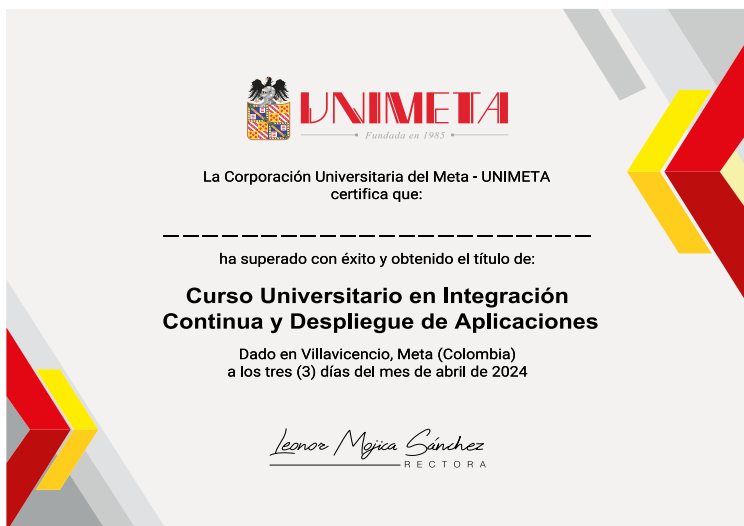 UNIMETA
Fundada en 1985
La Corporación Universitaria del Meta - UNIMETA
certifica que:
ha superado con éxito y obtenido el título de:
Curso Universitario en Integración
Continua y Despliegue de Aplicaciones
Dado en Villavicencio, Meta (Colombia)
a los tres (3) días del mes de abril de 2024
Leonor Mojica Sánchez
RECTORA